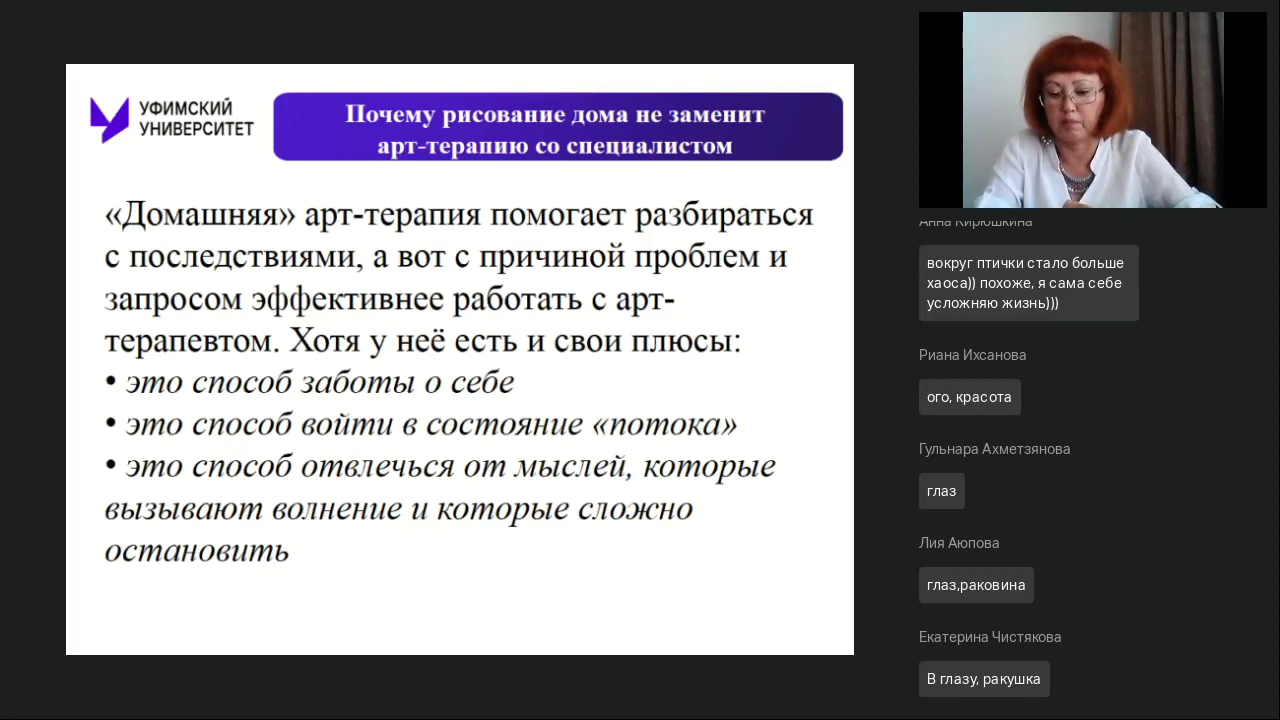 УФИМСКИЙ
УНИВЕРСИТЕТ
Почему рисование дома не заменит
арт-терапию со специалистом
«Домашняя» арт-терапия помогает разбираться
с последствиями, а вот с причиной проблем и
запросом эффективнее работать с арт-
терапевтом. Хотя у неё есть и свои плюсы:
• это способ заботы о себе
• это способ войти в состояние «потока»
• это способ отвлечься от мыслей, которые
вызывают волнение и которые сложно
остановить
Анна Кирюшкина
вокруг птички стало больше
хаоса)) похоже, я сама себе
усложняю жизнь)))
Риана Ихсанова
ого, красота
Гульнара Ахметзянова
глаз
Лия Аюпова
глаз,раковина
Екатерина Чистякова
В глазу, ракушка